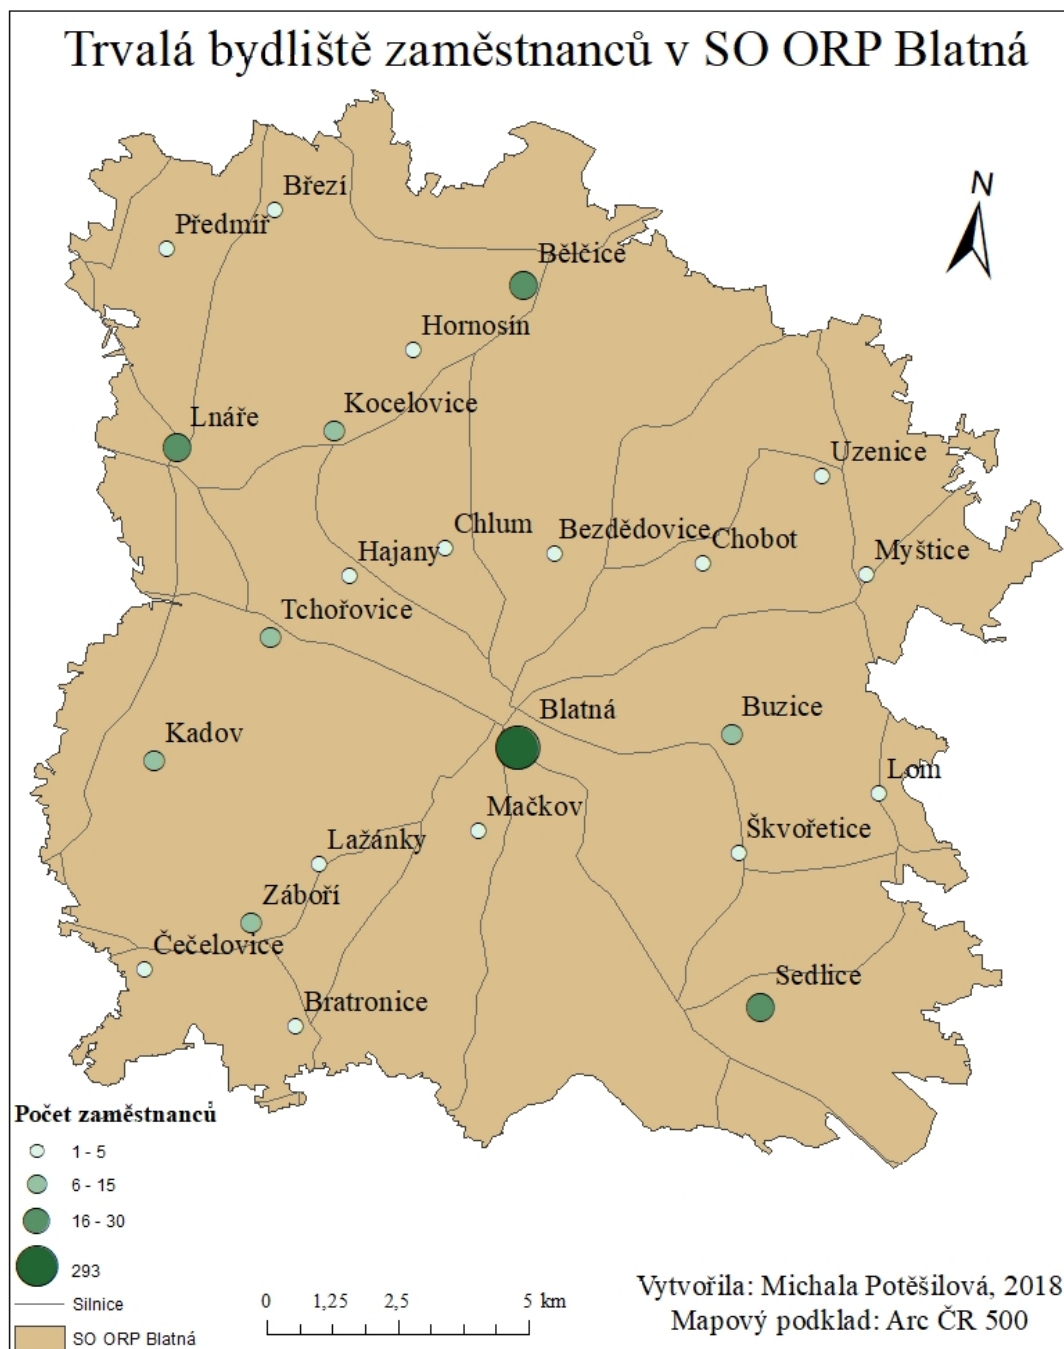 Trvalá bydliště zaměstnanců v SO ORP Blatná
N
Březí
Předmíř
Bělčice
Hornosín
Kocelovice
Lnáře
Uzenice
Chlum
Bezdědovice
Chobot
Hajany
Myštice
Tchořovice
Blatná
Buzice
Kadov
Lom
Mačkov
Škvořetice
Lažánky
Záboří
Čečelovice
Sedlice
Bratronice
Počet zaměstnanců
1 - 5
6 - 15
16 - 30
293
Silnice
SO ORP Blatná
0 1,25 2,5 5 km
Vytvořila: Michala Potěšilová, 2018
Mapový podklad: Arc ČR 500